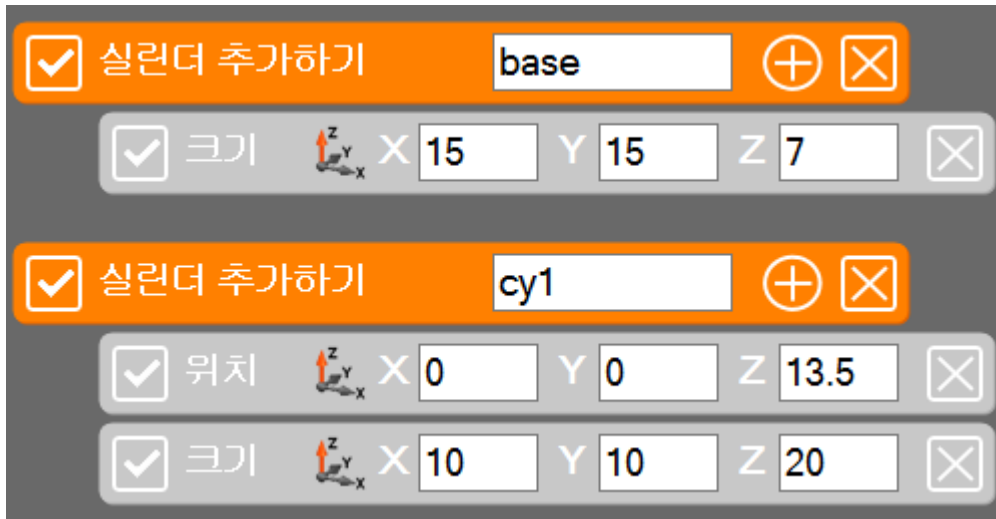 실린더 추가하기 base
크기 Z Y X X 15 Y 15 Z 7
실린더 추가하기 cy1
위치 Z Y X X 0 Y 0 Z 13.5
크기 Z Y X X 10 Y 10 Z 20